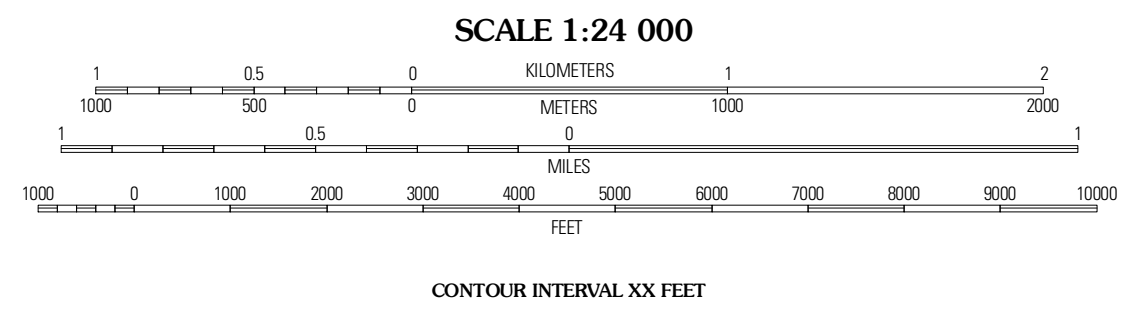 SCALE 1:24 000
1 0.5 0 KILOMETERS 1 2
1000 500 0 METERS 1000 2000
1 0.5 0 1
MILES
1000 0 1000 2000 3000 4000 5000 6000 7000 8000 9000 10000
FEET
CONTOUR INTERVAL XX FEET